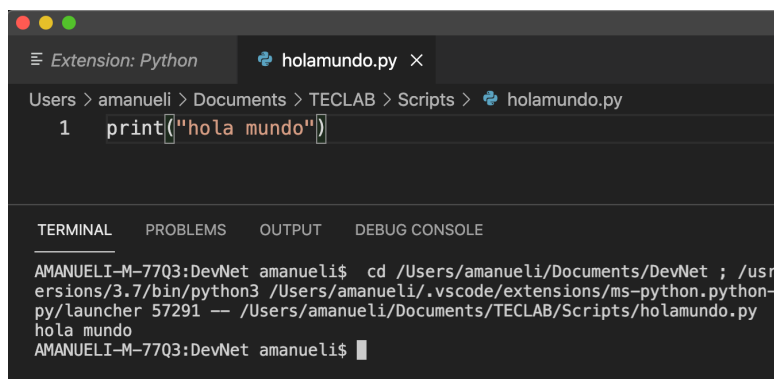 Extension: Python holamundo.py
Users > amanueli > Documents > TECLAB > Scripts > holamundo.py
1 print("hola mundo")
TERMINAL PROBLEMS OUTPUT DEBUG CONSOLE
AMANUELI-M-77Q3:DevNet amanueli$ cd /Users/amanueli/Documents/DevNet ; /usr
ersions/3.7/bin/python3 /Users/amanueli/.vscode/extensions/ms-python.python-
py/launcher 57291 -- /Users/amanueli/Documents/TECLAB/Scripts/holamundo.py
hola mundo
AMANUELI-M-77Q3:DevNet amanueli$